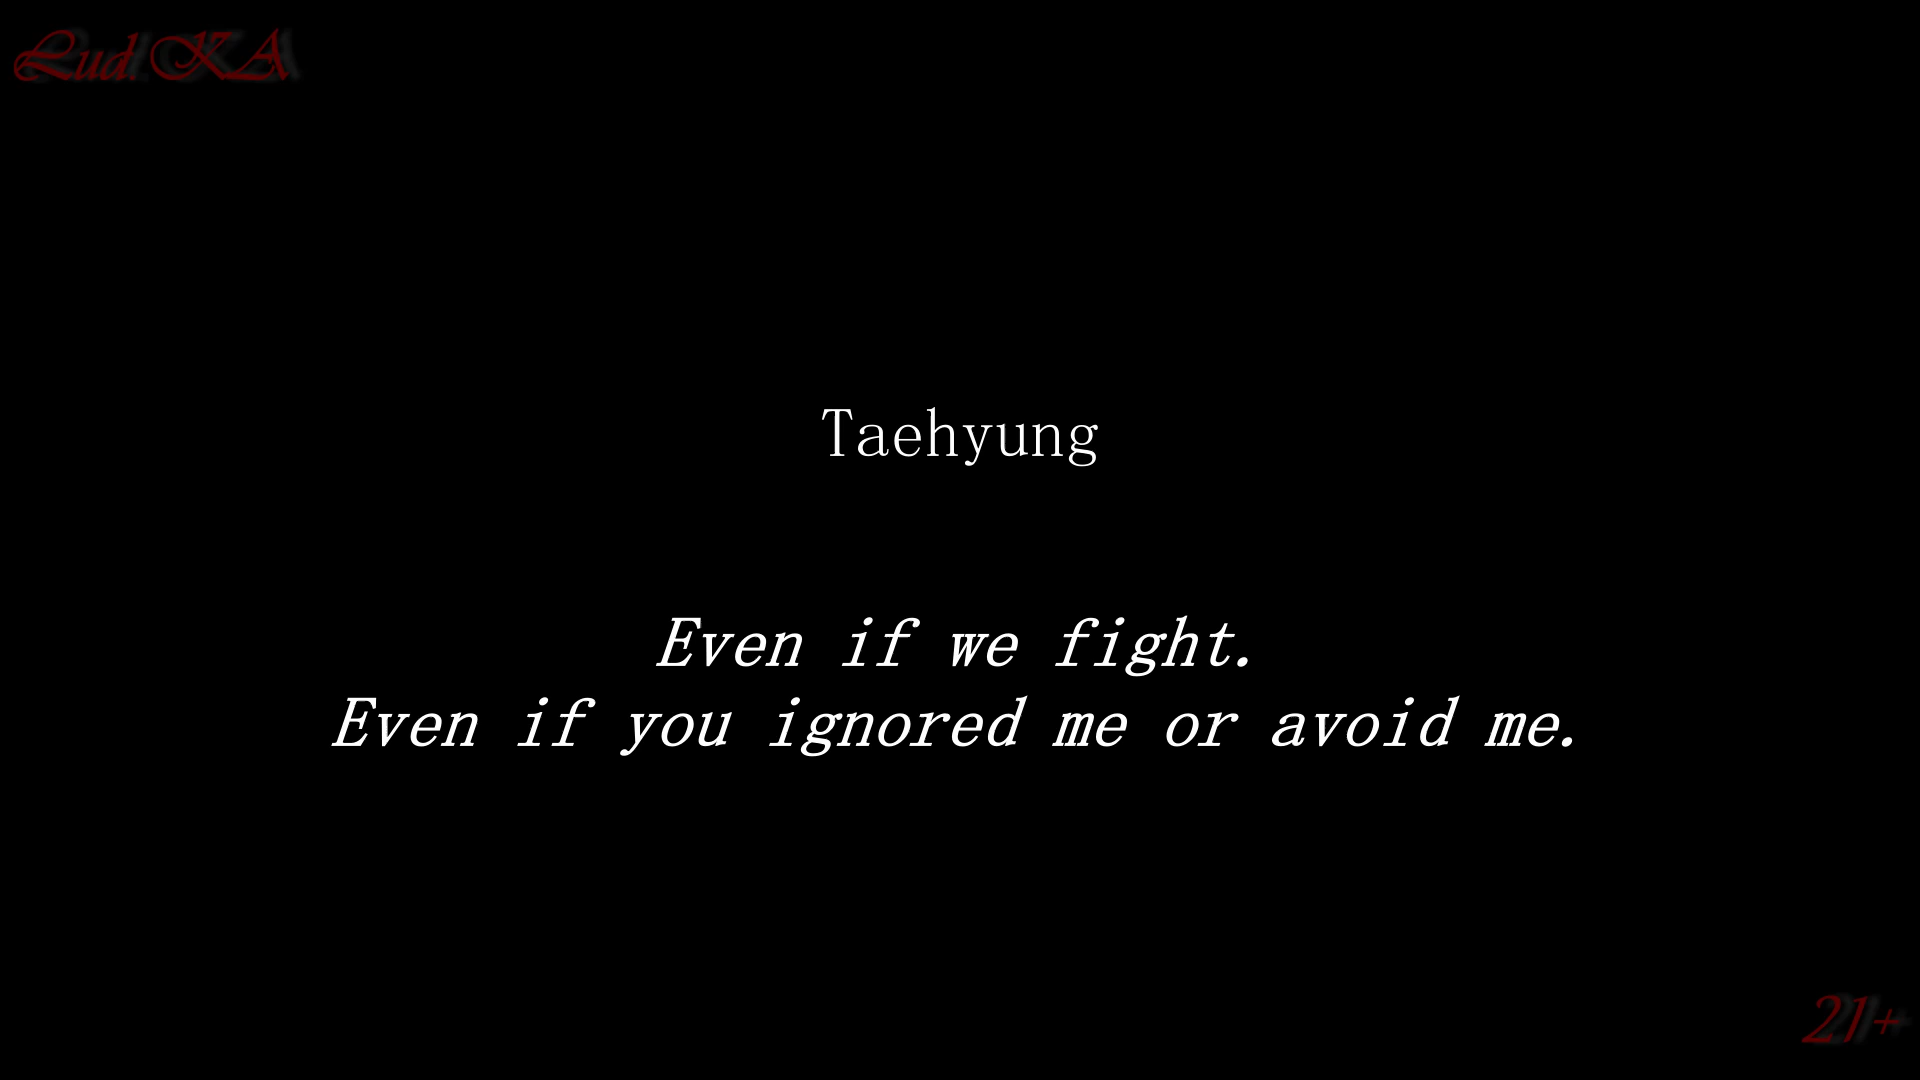 Lud.KA
Taehyung
Even if we fight.
Even if you ignored me or avoid me.
21+